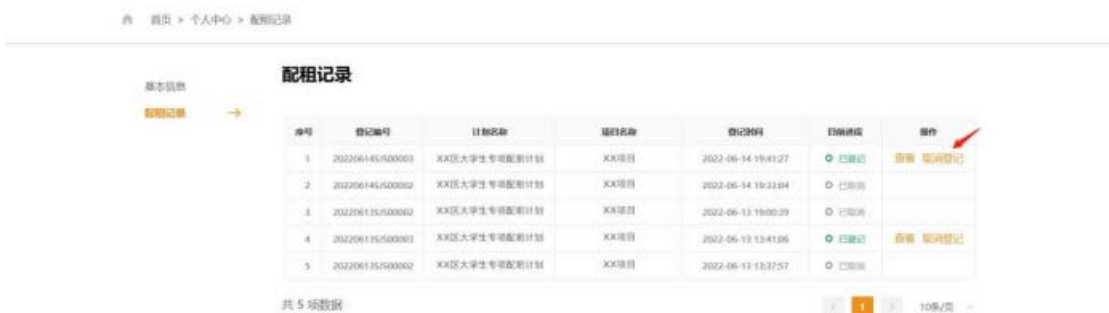 首页 > 个人中心 > 配租记录
基本信息
配租记录 →
配租记录
序号 登记编号 计划名称 项目名称 登记时间 目前进度 操作
1 20220614SJS00003 XX区大学生专项配租计划 XX项目 2022-06-14 19:41:27 已登记 查看 取消登记
2 20220614SJS00002 XX区大学生专项配租计划 XX项目 2022-06-14 19:33:04 已取消
3 20220613SJS00002 XX区大学生专项配租计划 XX项目 2022-06-13 19:00:39 已取消
4 20220613SJS00003 XX区大学生专项配租计划 XX项目 2022-06-13 13:41:06 已登记 查看 取消登记
5 20220613SJS00002 XX区大学生专项配租计划 XX项目 2022-06-13 13:37:57 已取消
共 5 项数据
< 1 > 10条/页